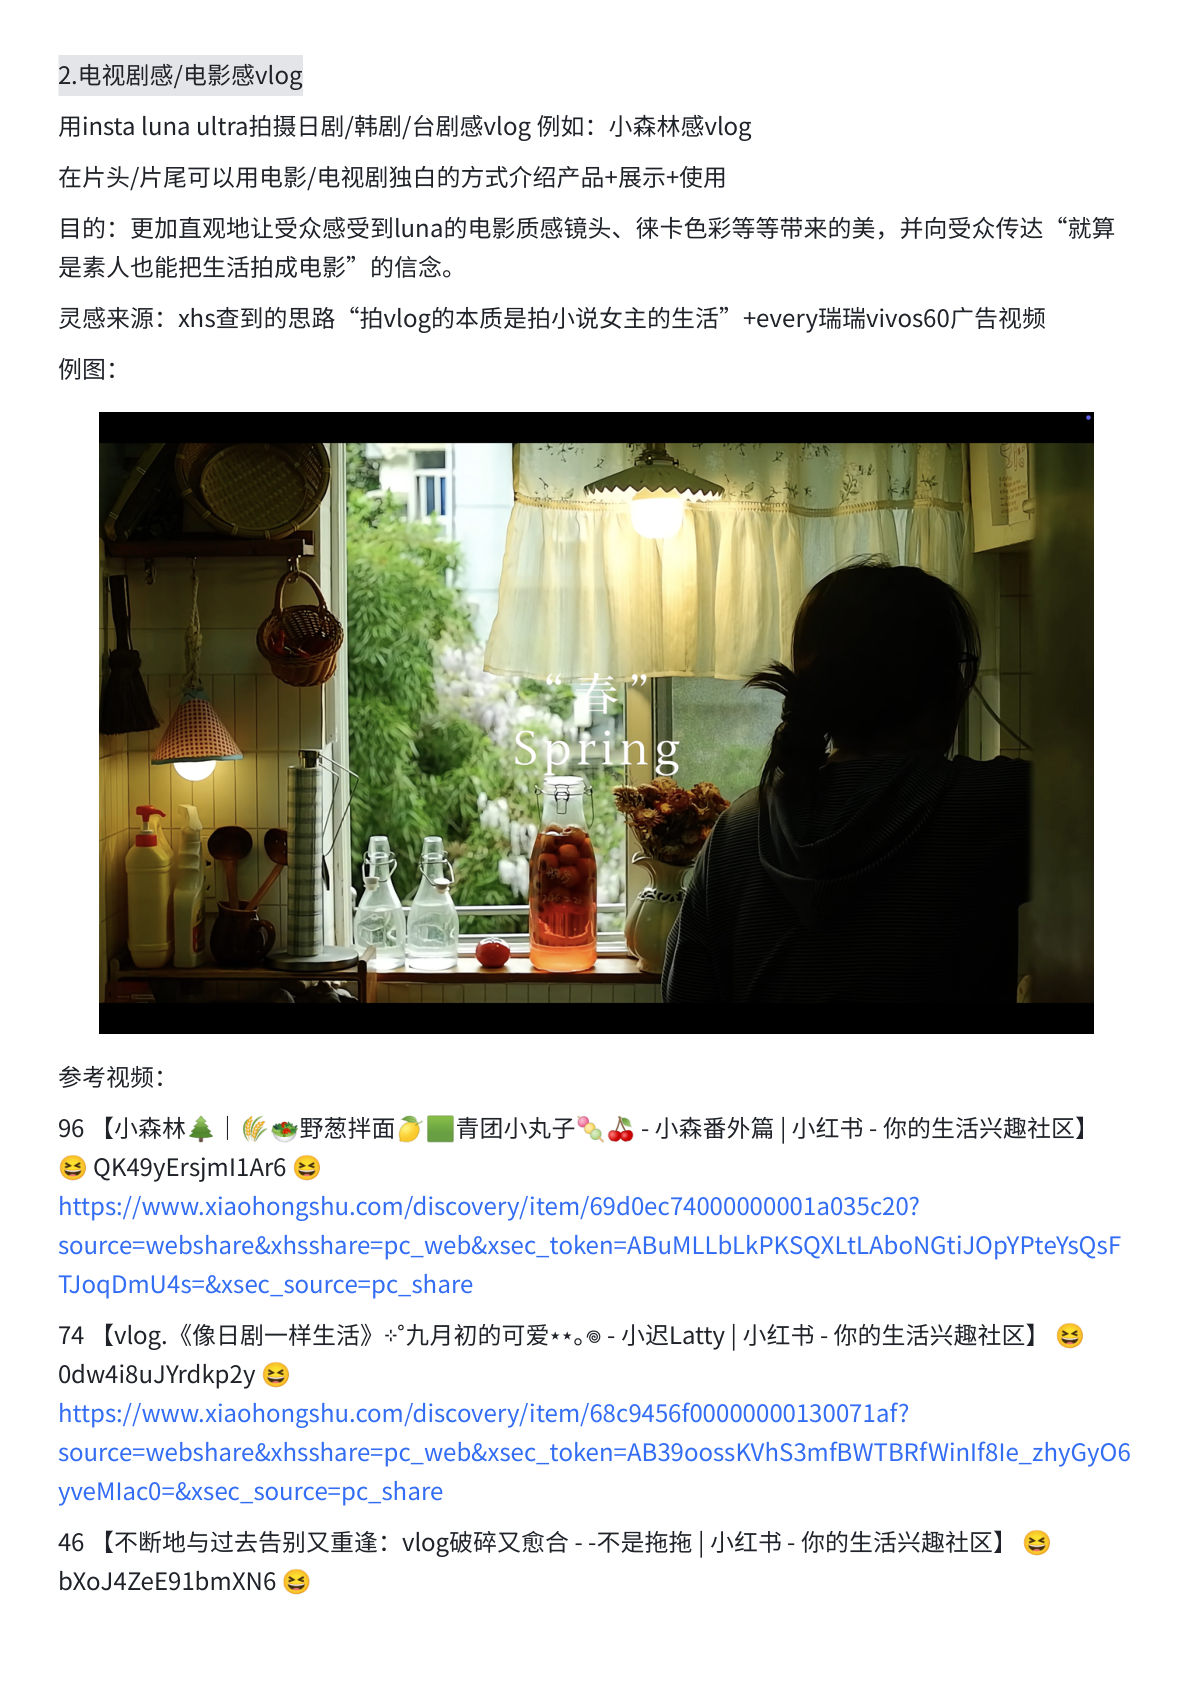 2.电视剧感/电影感vlog
用insta luna ultra拍摄日剧/韩剧/台剧感vlog 例如：小森林感vlog
在片头/片尾可以用电影/电视剧独白的方式介绍产品+展示+使用
目的：更加直观地让受众感受到luna的电影质感镜头、徕卡色彩等等带来的美，并向受众传达“就算
是素人也能把生活拍成电影”的信念。
灵感来源：xhs查到的思路“拍vlog的本质是拍小说女主的生活”+every瑞瑞vivos60广告视频
例图：
“春”
Spring
参考视频：
96 【小森林🌲｜🌾🥗野葱拌面🍋🟩青团小丸子🍡🍒 - 小森番外篇 | 小红书 - 你的生活兴趣社区】
😆 QK49yErsjmI1Ar6 😆
https://www.xiaohongshu.com/discovery/item/69d0ec74000000001a035c20?
source=webshare&xhsshare=pc_web&xsec_token=ABuMLLbLkPKSQXLtLAboNGtiJOpYPteYsQsF
TJoqDmU4s=&xsec_source=pc_share
74 【vlog.《像日剧一样生活》⊹˚九月初的可爱⋆⋆｡𖦹 - 小迟Latty | 小红书 - 你的生活兴趣社区】 😆
0dw4i8uJYrdkp2y 😆
https://www.xiaohongshu.com/discovery/item/68c9456f00000000130071af?
source=webshare&xhsshare=pc_web&xsec_token=AB39oossKVhS3mfBWTBRfWinIf8Ie_zhyGyO6
yveMIac0=&xsec_source=pc_share
46 【不断地与过去告别又重逢：vlog破碎又愈合 - -不是拖拖 | 小红书 - 你的生活兴趣社区】 😆
bXoJ4ZeE91bmXN6 😆